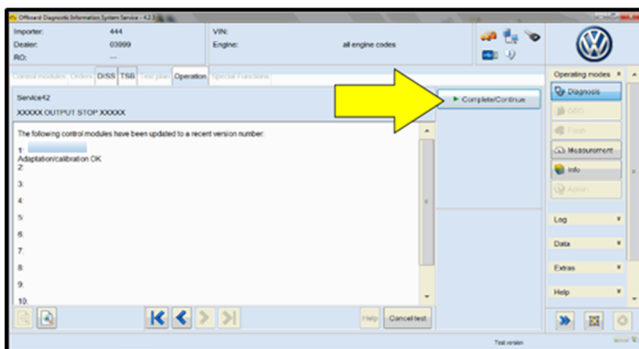 Offboard Diagnostic Information System Service - 4.2.3
Importer: 444 VIN:
Dealer: 03999 Engine: all engine codes
RO: ---
Control modules Orders DISS TSB Test plan Operation Special Functions
Operating modes
Service42
Complete/Continue
Diagnosis
XXXXX OUTPUT STOP XXXXX
OBD
The following control modules have been updated to a recent version number:
Flash
1:
Adaptation/calibration OK
Measurement
2:
Info
3:
Admin
4:
5:
Log
6:
7:
Data
8:
Extras
9:
Help
10:
Help Cancel test
Test version